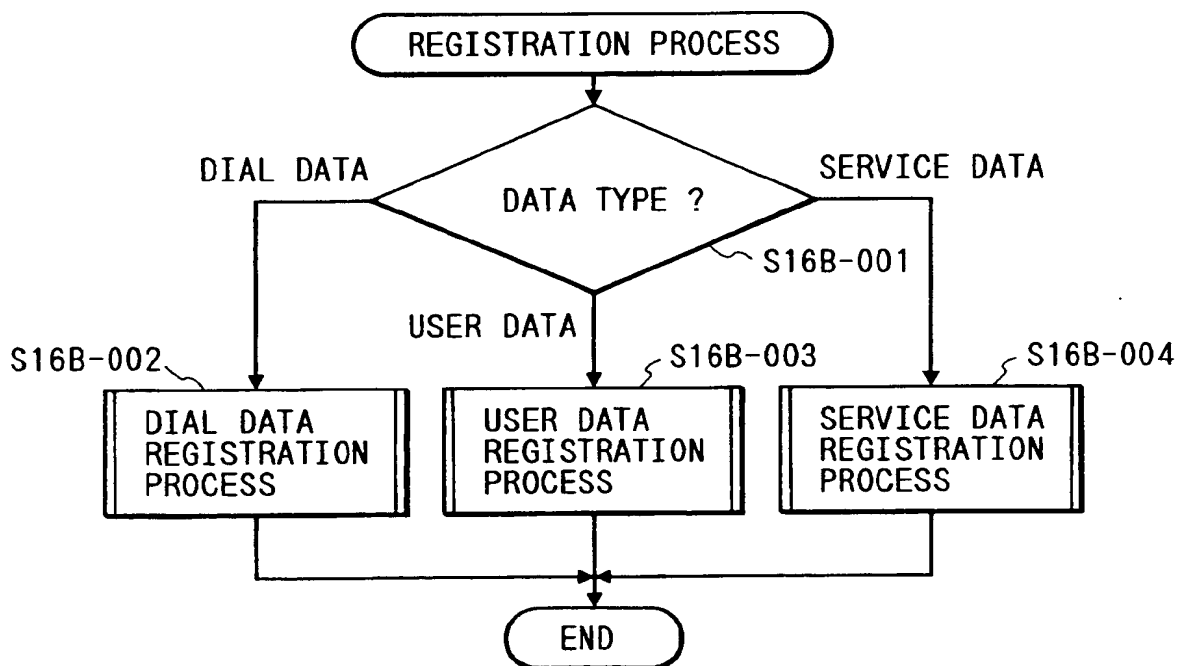 REGISTRATION PROCESS
DIAL DATA
SERVICE DATA
DATA TYPE ?
S16B-001
USER DATA
S16B-002
S16B-003
S16B-004
DIAL DATA
REGISTRATION
PROCESS
USER DATA
REGISTRATION
PROCESS
SERVICE DATA
REGISTRATION
PROCESS
END